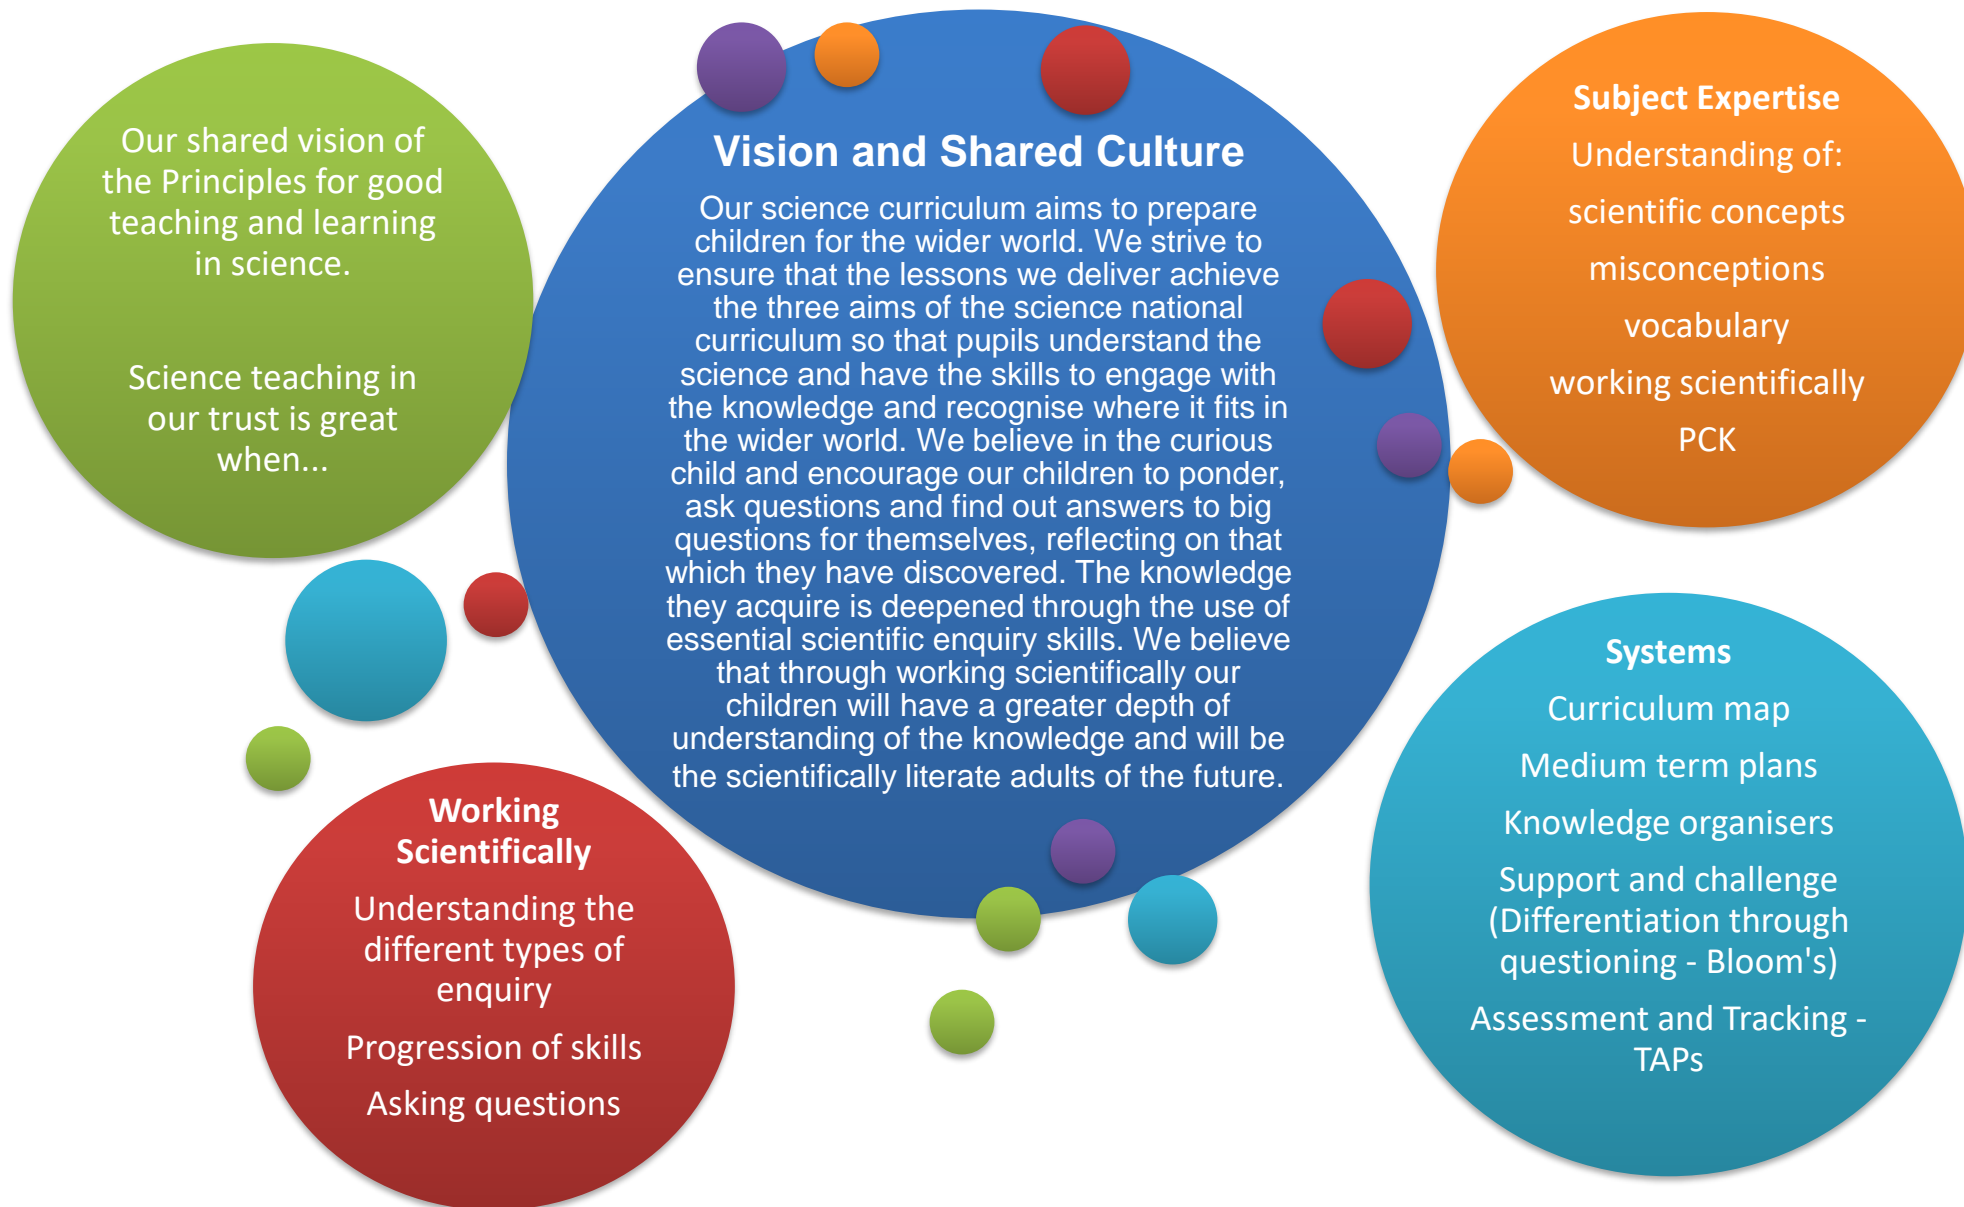 Our shared vision of
the Principles for good
teaching and learning
in science.
Science teaching in
our trust is great
when...
Vision and Shared Culture
Our science curriculum aims to prepare
children for the wider world. We strive to
ensure that the lessons we deliver achieve
the three aims of the science national
curriculum so that pupils understand the
science and have the skills to engage with
the knowledge and recognise where it fits in
the wider world. We believe in the curious
child and encourage our children to ponder,
ask questions and find out answers to big
questions for themselves, reflecting on that
which they have discovered. The knowledge
they acquire is deepened through the use of
essential scientific enquiry skills. We believe
that through working scientifically our
children will have a greater depth of
understanding of the knowledge and will be
the scientifically literate adults of the future.
Subject Expertise
Understanding of:
scientific concepts
misconceptions
vocabulary
working scientifically
PCK
Working
Scientifically
Understanding the
different types of
enquiry
Progression of skills
Asking questions
Systems
Curriculum map
Medium term plans
Knowledge organisers
Support and challenge
(Differentiation through
questioning - Bloom's)
Assessment and Tracking -
TAPs